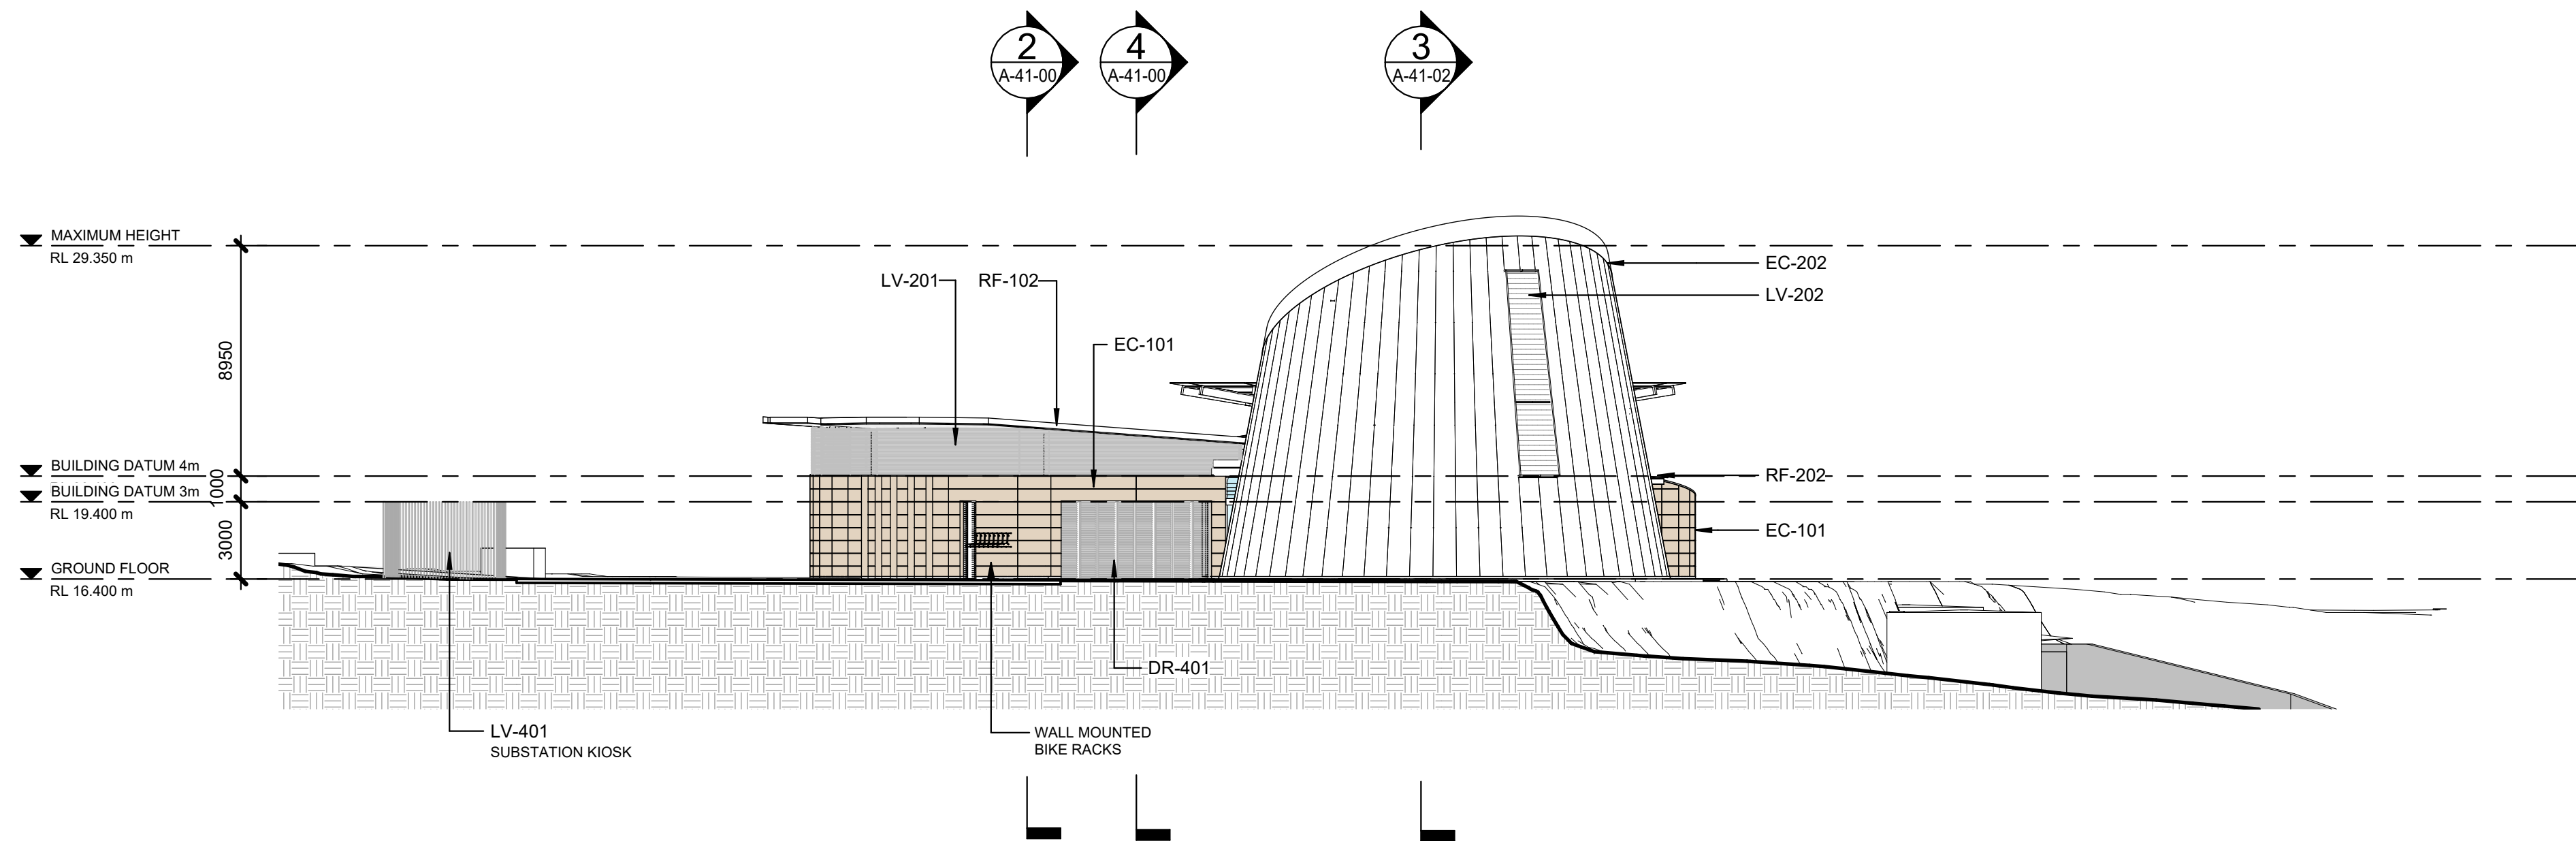 2
A-41-00
4
A-41-00
3
A-41-02
MAXIMUM HEIGHT
RL 29.350 m
EC-202
LV-201
RF-102
LV-202
EC-101
8950
BUILDING DATUM 4m
RF-202
1000
BUILDING DATUM 3m
RL 19.400 m
EC-101
3000
GROUND FLOOR
RL 16.400 m
DR-401
LV-401
SUBSTATION KIOSK
WALL MOUNTED
BIKE RACKS